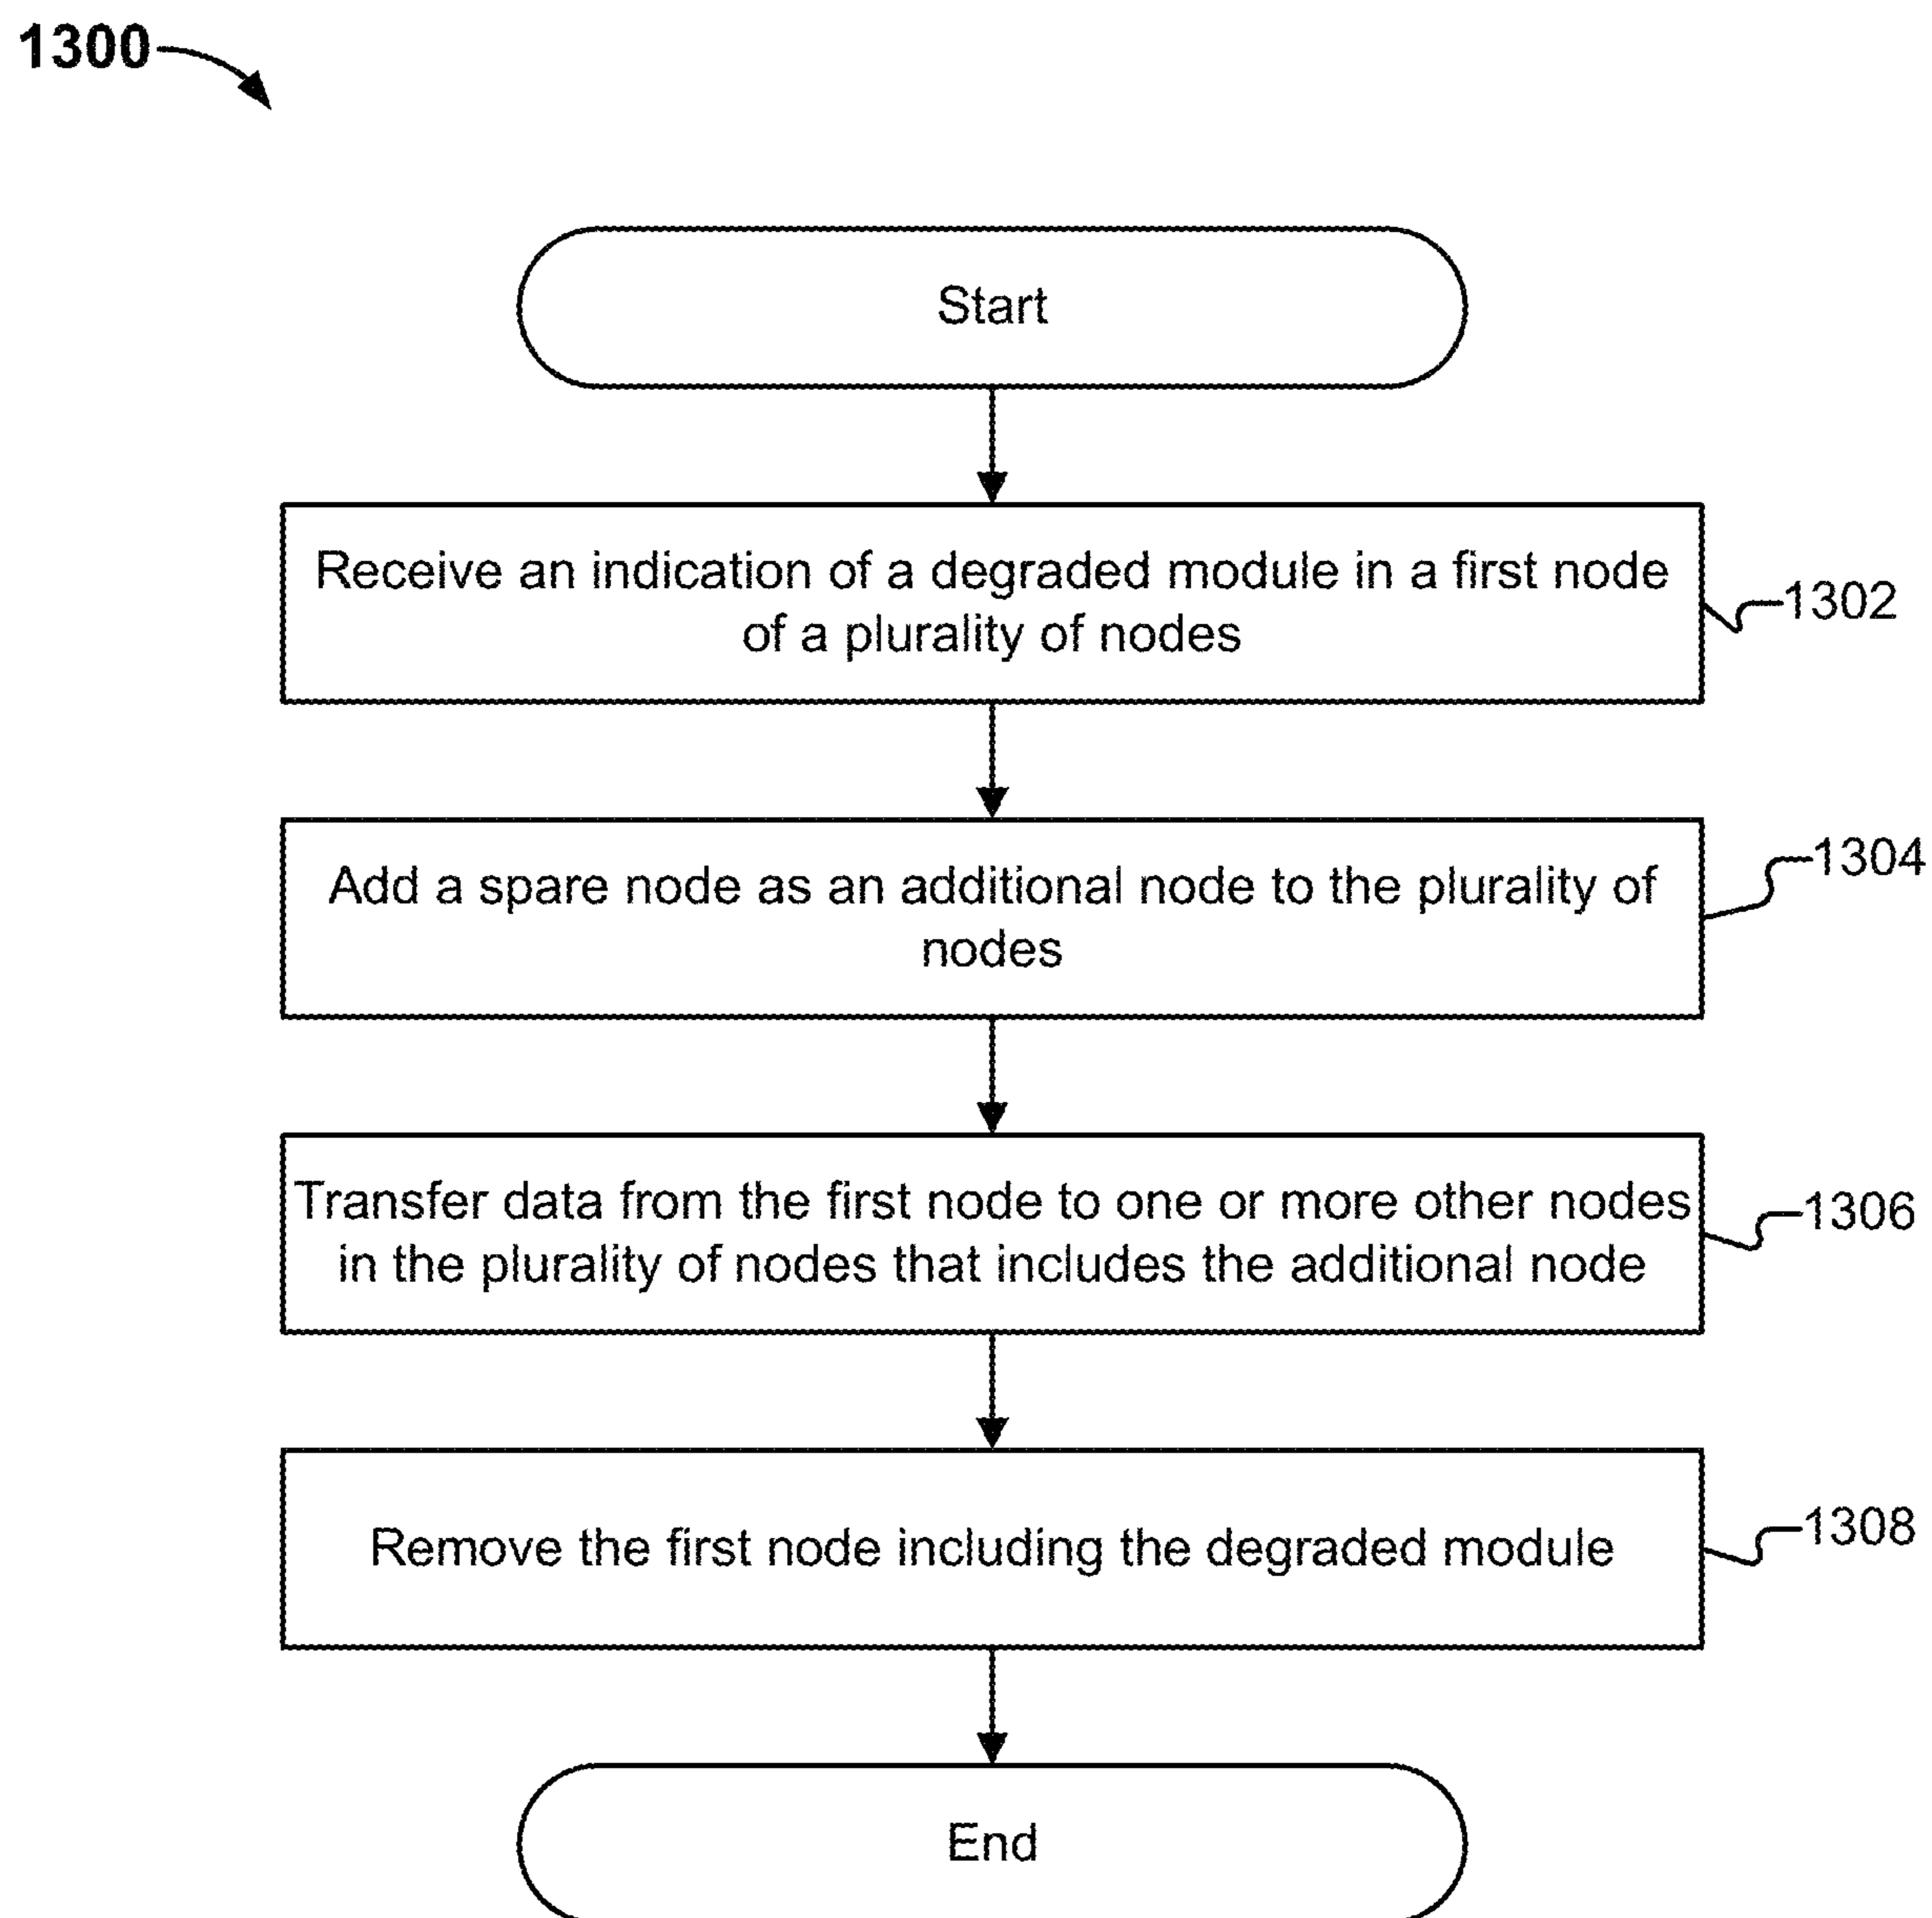 1300
Start
Receive an indication of a degraded module in a first node
of a plurality of nodes
1302
Add a spare node as an additional node to the plurality of
nodes
1304
Transfer data from the first node to one or more other nodes
in the plurality of nodes that includes the additional node
1306
Remove the first node including the degraded module
1308
End